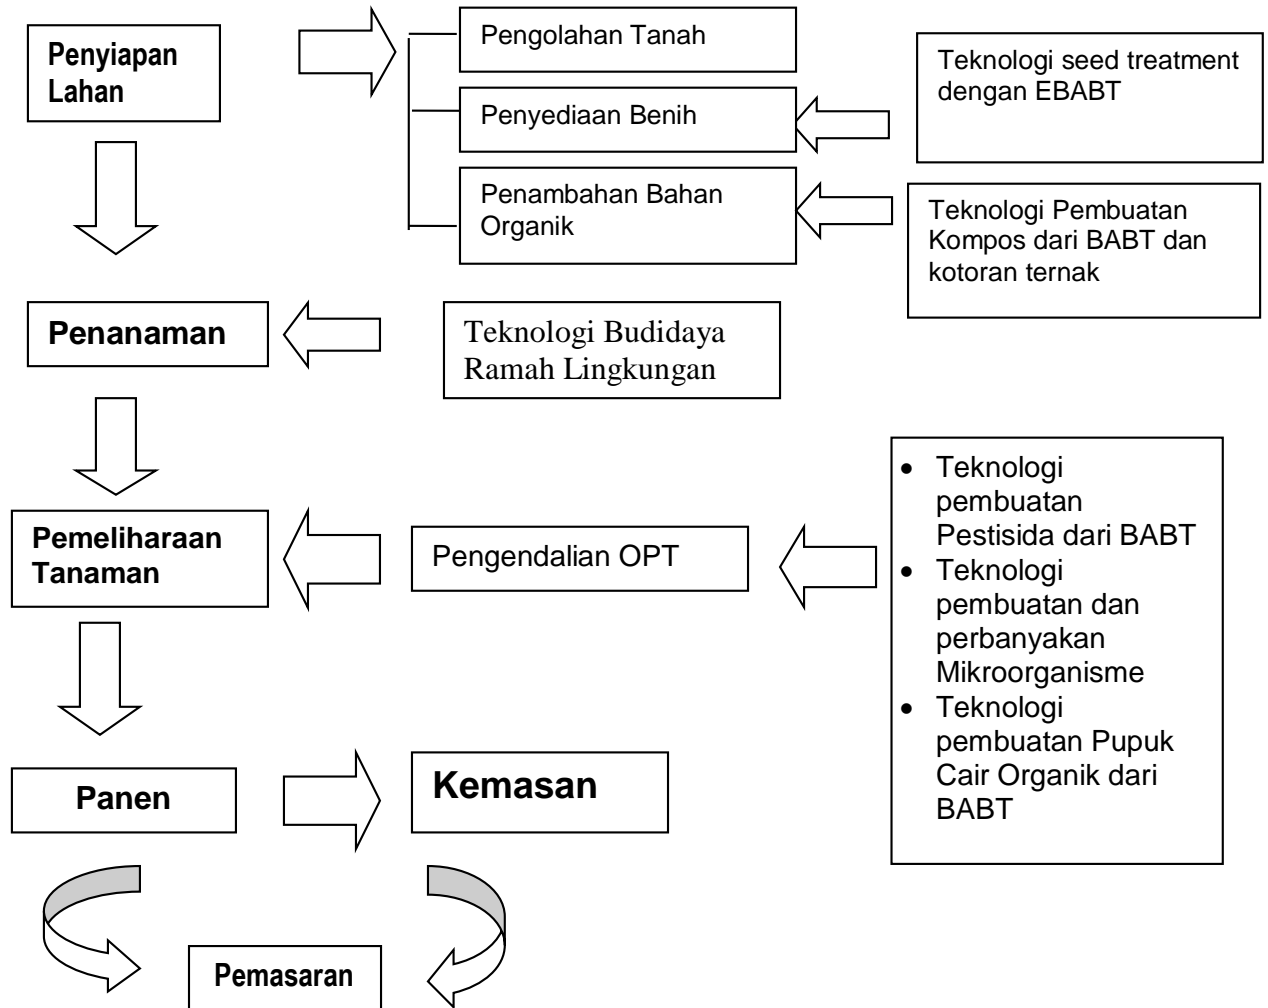 Penyiapan
Lahan
Pengolahan Tanah
Penyediaan Benih
Penambahan Bahan
Organik
Teknologi seed treatment
dengan EBABT
Teknologi Pembuatan
Kompos dari BABT dan
kotoran ternak
Penanaman
Teknologi Budidaya
Ramah Lingkungan
Pemeliharaan
Tanaman
Pengendalian OPT
• Teknologi
pembuatan
Pestisida dari BABT
• Teknologi
pembuatan dan
perbanyakan
Mikroorganisme
• Teknologi
pembuatan Pupuk
Cair Organik dari
BABT
Panen
Kemasan
Pemasaran